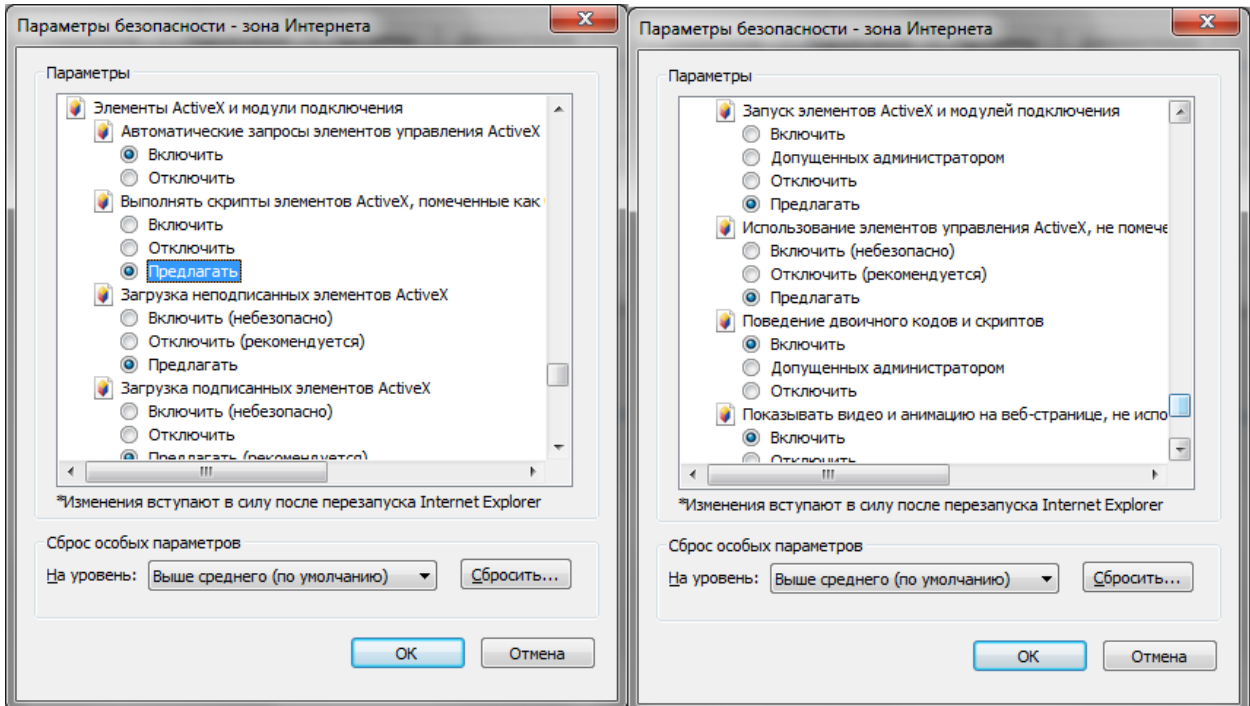 Параметры безопасности - зона Интернета
Параметры
Элементы ActiveX и модули подключения
Автоматические запросы элементов управления ActiveX
Включить
Отключить
Выполнять скрипты элементов ActiveX, помеченные как
Включить
Отключить
Предлагать
Загрузка неподписанных элементов ActiveX
Включить (небезопасно)
Отключить (рекомендуется)
Предлагать
Загрузка подписанных элементов ActiveX
Включить (небезопасно)
Отключить
Предлагать (рекомендуется)
*Изменения вступают в силу после перезапуска Internet Explorer
Сброс особых параметров
На уровень: Выше среднего (по умолчанию) Сбросить...
OK Отмена
Параметры безопасности - зона Интернета
Параметры
Запуск элементов ActiveX и модулей подключения
Включить
Допущенных администратором
Отключить
Предлагать
Использование элементов управления ActiveX, не помече
Включить (небезопасно)
Отключить (рекомендуется)
Предлагать
Поведение двоичного кодов и скриптов
Включить
Допущенных администратором
Отключить
Показывать видео и анимацию на веб-странице, не испо
Включить
Отключить
*Изменения вступают в силу после перезапуска Internet Explorer
Сброс особых параметров
На уровень: Выше среднего (по умолчанию) Сбросить...
OK Отмена